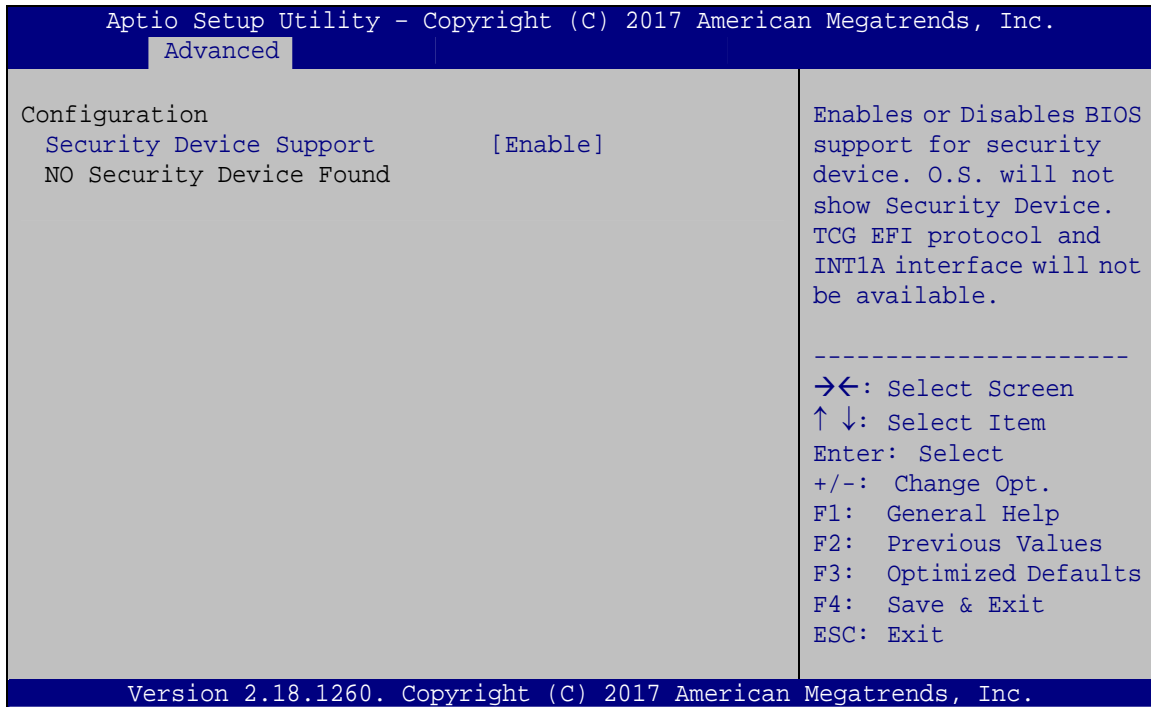 Aptio Setup Utility – Copyright (C) 2017 American Megatrends, Inc.
Advanced
Configuration
Security Device Support [Enable]
NO Security Device Found
Enables or Disables BIOS
support for security
device. O.S. will not
show Security Device.
TCG EFI protocol and
INT1A interface will not
be available.
----------------------
→←: Select Screen
↑ ↓: Select Item
Enter: Select
+/-: Change Opt.
F1: General Help
F2: Previous Values
F3: Optimized Defaults
F4: Save & Exit
ESC: Exit
Version 2.18.1260. Copyright (C) 2017 American Megatrends, Inc.